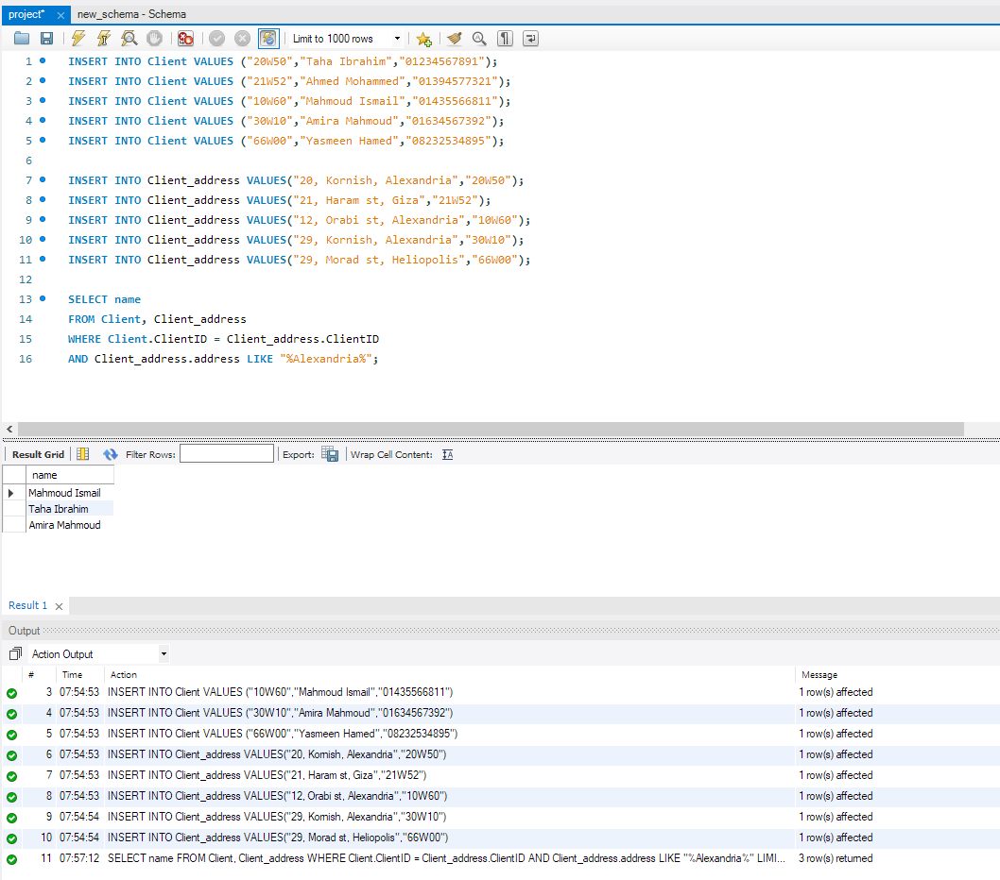 project* × new_schema - Schema
Limit to 1000 rows
1 INSERT INTO Client VALUES ("20W50","Taha Ibrahim","01234567891");
2 INSERT INTO Client VALUES ("21W52","Ahmed Mohammed","01394577321");
3 INSERT INTO Client VALUES ("10W60","Mahmoud Ismail","01435566811");
4 INSERT INTO Client VALUES ("30W10","Amira Mahmoud","01634567392");
5 INSERT INTO Client VALUES ("66W00","Yasmeen Hamed","08232534895");
6
7 INSERT INTO Client_address VALUES("20, Kornish, Alexandria","20W50");
8 INSERT INTO Client_address VALUES("21, Haram st, Giza","21W52");
9 INSERT INTO Client_address VALUES("12, Orabi st, Alexandria","10W60");
10 INSERT INTO Client_address VALUES("29, Kornish, Alexandria","30W10");
11 INSERT INTO Client_address VALUES("29, Morad st, Heliopolis","66W00");
12
13 SELECT name
14 FROM Client, Client_address
15 WHERE Client.ClientID = Client_address.ClientID
16 AND Client_address.address LIKE "%Alexandria%";
Result Grid Filter Rows: Export: Wrap Cell Content: IA
name
Mahmoud Ismail
Taha Ibrahim
Amira Mahmoud
Result 1 ×
Output
Action Output
# Time Action Message
3 07:54:53 INSERT INTO Client VALUES ("10W60","Mahmoud Ismail","01435566811") 1 row(s) affected
4 07:54:53 INSERT INTO Client VALUES ("30W10","Amira Mahmoud","01634567392") 1 row(s) affected
5 07:54:53 INSERT INTO Client VALUES ("66W00","Yasmeen Hamed","08232534895") 1 row(s) affected
6 07:54:53 INSERT INTO Client_address VALUES("20, Kornish, Alexandria","20W50") 1 row(s) affected
7 07:54:53 INSERT INTO Client_address VALUES("21, Haram st, Giza","21W52") 1 row(s) affected
8 07:54:53 INSERT INTO Client_address VALUES("12, Orabi st, Alexandria","10W60") 1 row(s) affected
9 07:54:54 INSERT INTO Client_address VALUES("29, Kornish, Alexandria","30W10") 1 row(s) affected
10 07:54:54 INSERT INTO Client_address VALUES("29, Morad st, Heliopolis","66W00") 1 row(s) affected
11 07:57:12 SELECT name FROM Client, Client_address WHERE Client.ClientID = Client_address.ClientID AND Client_address.address LIKE "%Alexandria%" LIMI... 3 row(s) returned